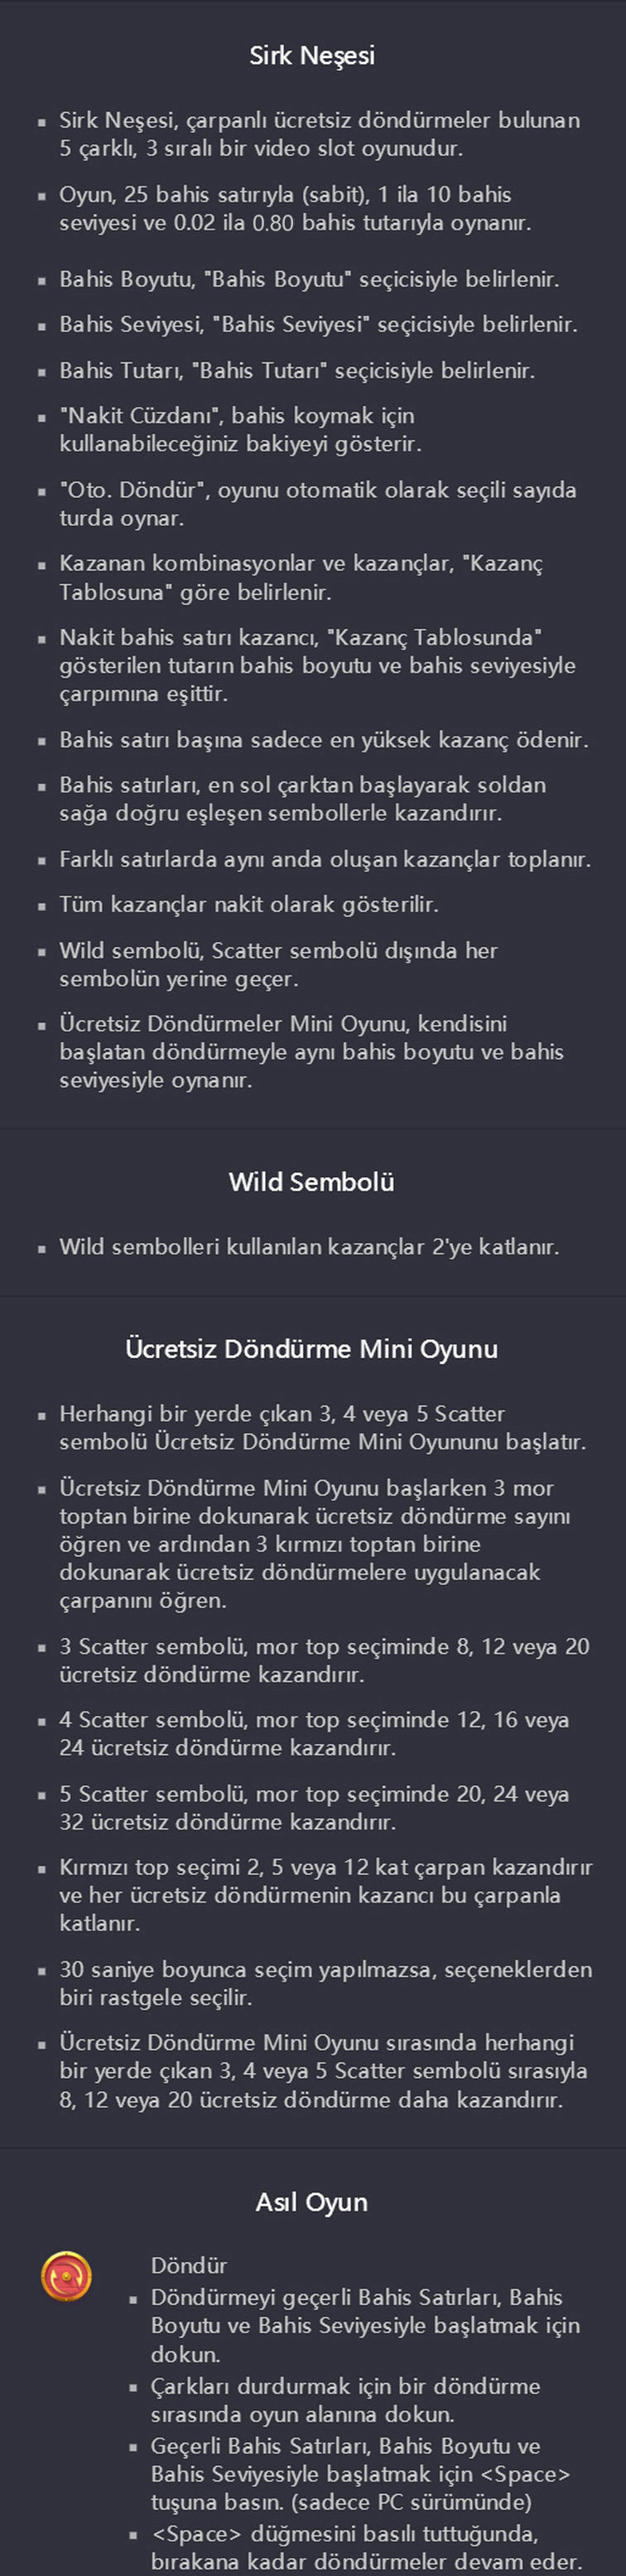 Sirk Neşesi
▪ Sirk Neşesi, çarpanlı ücretsiz döndürmeler bulunan
5 çarklı, 3 sıralı bir video slot oyunudur.
▪ Oyun, 25 bahis satırıyla (sabit), 1 ila 10 bahis
seviyesi ve 0.02 ila 0.80 bahis tutarıyla oynanır.
▪ Bahis Boyutu, "Bahis Boyutu" seçicisiyle belirlenir.
▪ Bahis Seviyesi, "Bahis Seviyesi" seçicisiyle belirlenir.
▪ Bahis Tutarı, "Bahis Tutarı" seçicisiyle belirlenir.
▪ "Nakit Cüzdanı", bahis koymak için
kullanabileceğiniz bakiyeyi gösterir.
▪ "Oto. Döndür", oyunu otomatik olarak seçili sayıda
turda oynar.
▪ Kazanan kombinasyonlar ve kazançlar, "Kazanç
Tablosuna" göre belirlenir.
▪ Nakit bahis satırı kazancı, "Kazanç Tablosunda"
gösterilen tutarın bahis boyutu ve bahis seviyesiyle
çarpımına eşittir.
▪ Bahis satırı başına sadece en yüksek kazanç ödenir.
▪ Bahis satırları, en sol çarktan başlayarak soldan
sağa doğru eşleşen sembollerle kazandırır.
▪ Farklı satırlarda aynı anda oluşan kazançlar toplanır.
▪ Tüm kazançlar nakit olarak gösterilir.
▪ Wild sembolü, Scatter sembolü dışında her
sembolün yerine geçer.
▪ Ücretsiz Döndürmeler Mini Oyunu, kendisini
başlatan döndürmeyle aynı bahis boyutu ve bahis
seviyesiyle oynanır.
Wild Sembolü
▪ Wild sembolleri kullanılan kazançlar 2'ye katlanır.
Ücretsiz Döndürme Mini Oyunu
▪ Herhangi bir yerde çıkan 3, 4 veya 5 Scatter
sembolü Ücretsiz Döndürme Mini Oyununu başlatır.
▪ Ücretsiz Döndürme Mini Oyunu başlarken 3 mor
toptan birine dokunarak ücretsiz döndürme sayını
öğren ve ardından 3 kırmızı toptan birine
dokunarak ücretsiz döndürmelere uygulanacak
çarpanını öğren.
▪ 3 Scatter sembolü, mor top seçiminde 8, 12 veya 20
ücretsiz döndürme kazandırır.
▪ 4 Scatter sembolü, mor top seçiminde 12, 16 veya
24 ücretsiz döndürme kazandırır.
▪ 5 Scatter sembolü, mor top seçiminde 20, 24 veya
32 ücretsiz döndürme kazandırır.
▪ Kırmızı top seçimi 2, 5 veya 12 kat çarpan kazandırır
ve her ücretsiz döndürmenin kazancı bu çarpanla
katlanır.
▪ 30 saniye boyunca seçim yapılmazsa, seçeneklerden
biri rastgele seçilir.
▪ Ücretsiz Döndürme Mini Oyunu sırasında herhangi
bir yerde çıkan 3, 4 veya 5 Scatter sembolü sırasıyla
8, 12 veya 20 ücretsiz döndürme daha kazandırır.
Asıl Oyun
Döndür
▪ Döndürmeyi geçerli Bahis Satırları, Bahis
Boyutu ve Bahis Seviyesiyle başlatmak için
dokun.
▪ Çarkları durdurmak için bir döndürme
sırasında oyun alanına dokun.
▪ Geçerli Bahis Satırları, Bahis Boyutu ve
Bahis Seviyesiyle başlatmak için <Space>
tuşuna basın. (sadece PC sürümünde)
▪ <Space> düğmesini basılı tuttuğunda,
bırakana kadar döndürmeler devam eder.